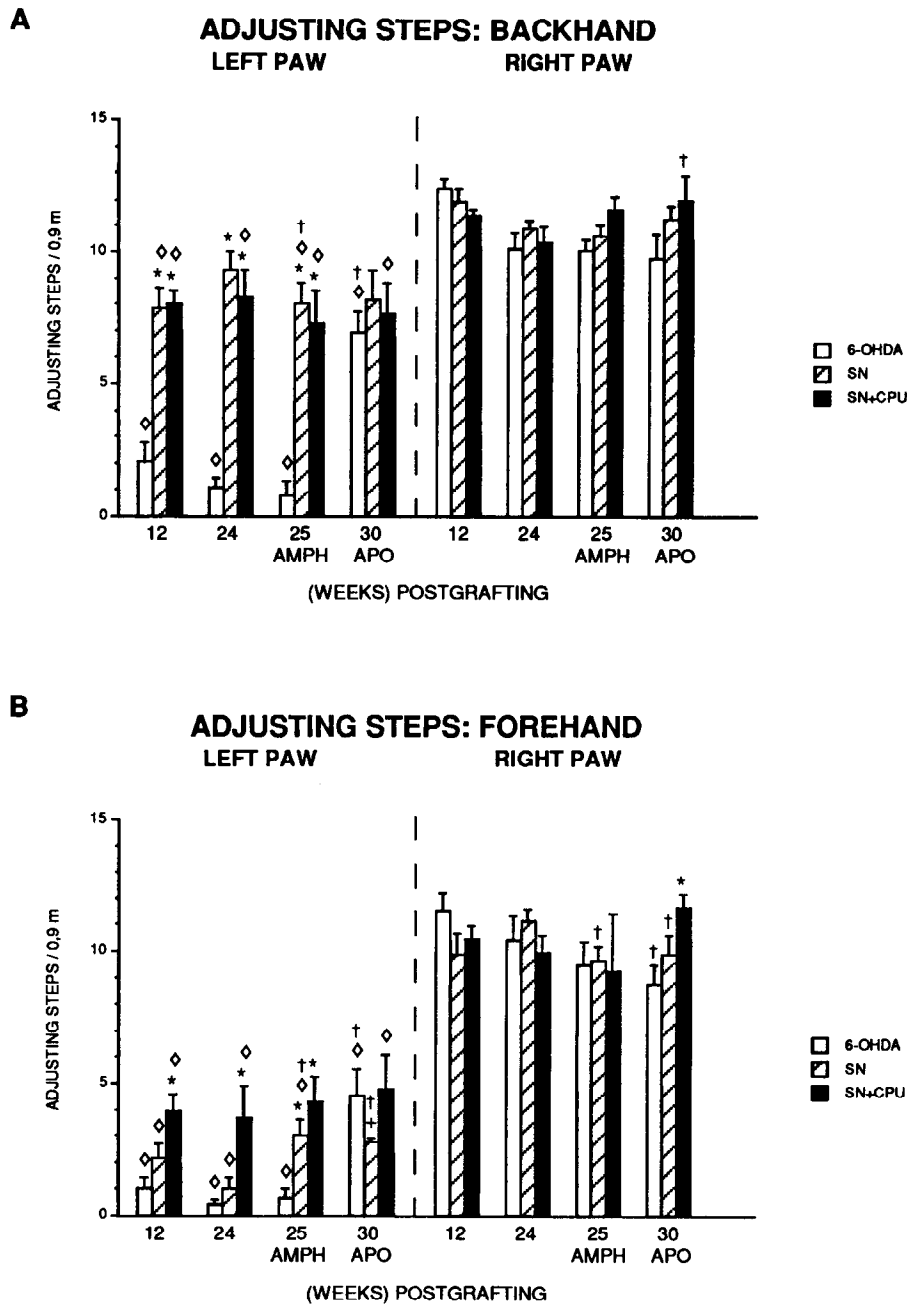 A
ADJUSTING STEPS: BACKHAND
LEFT PAW RIGHT PAW
ADJUSTING STEPS / 0,9 m
15
10
5
0
† ◇ * ◇ * ◇ * ◇ * ◇ † ◇ * ◇ * ◇ † ◇ ◇ †
12 24 25 30 12 24 25 30
AMPH APO AMPH APO
(WEEKS) POSTGRAFTING
6-OHDA
SN
SN+CPU
B
ADJUSTING STEPS: FOREHAND
LEFT PAW RIGHT PAW
ADJUSTING STEPS / 0,9 m
15
10
5
0
12 24 25 30 12 24 25 30
AMPH APO AMPH APO
(WEEKS) POSTGRAFTING
6-OHDA
SN
SN+CPU